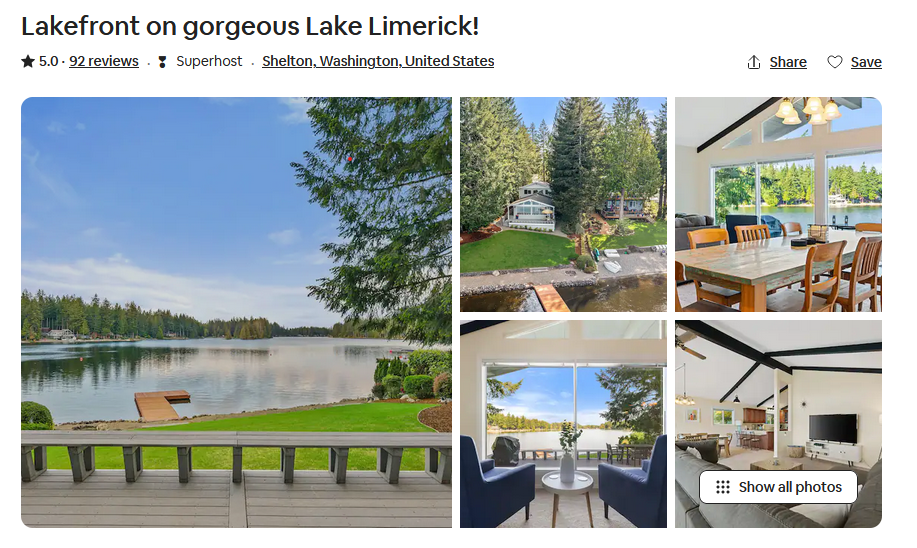 Lakefront on gorgeous Lake Limerick!
5.0 · 92 reviews · Superhost · Shelton, Washington, United States Share Save
Show all photos